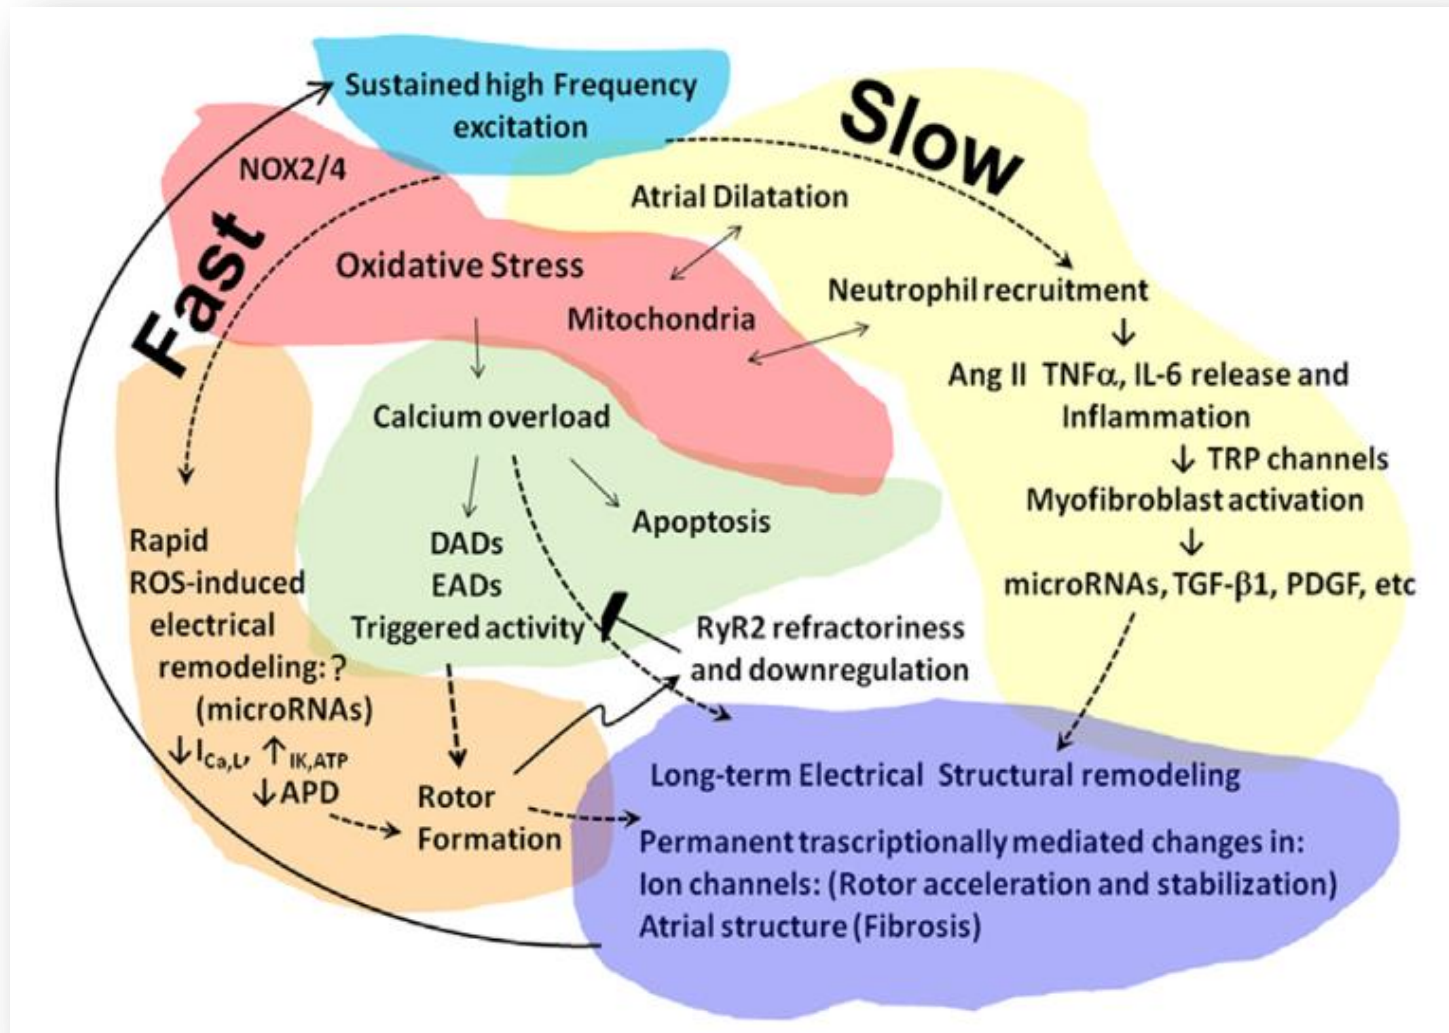 Sustained high Frequency
excitation
Slow
NOX2/4
Atrial Dilatation
Fast
Oxidative Stress
Mitochondria
Neutrophil recruitment
↓
Ang II TNFα, IL-6 release and
Inflammation
↓ TRP channels
Myofibroblast activation
↓
microRNAs, TGF-β1, PDGF, etc
Calcium overload
Apoptosis
DADs
EADs
Triggered activity
RyR2 refractoriness
and downregulation
Rapid
ROS-induced
electrical
remodeling: ?
(microRNAs)
↓ICa,L, ↑IK,ATP
↓APD
Rotor
Formation
Long-term Electrical Structural remodeling
Permanent trascriptionally mediated changes in:
Ion channels: (Rotor acceleration and stabilization)
Atrial structure (Fibrosis)